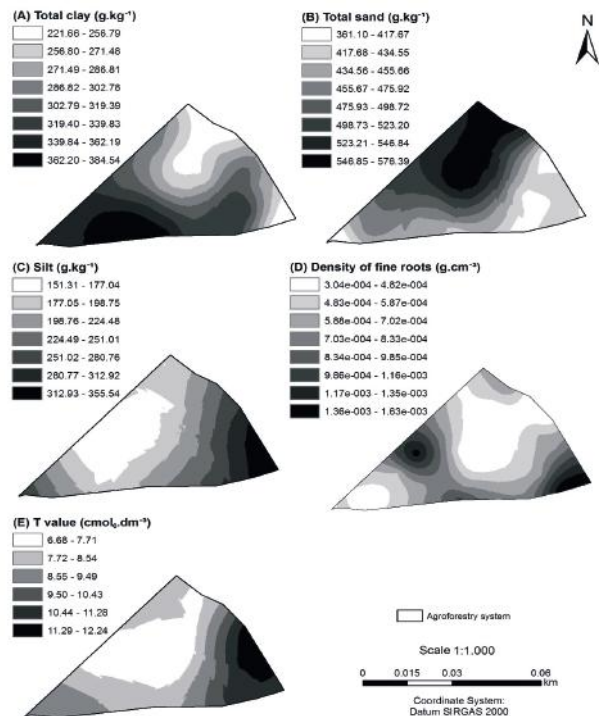 (A) Total clay (g.kg⁻¹)
221.66 - 256.79
256.80 - 271.48
271.49 - 286.81
286.82 - 302.78
302.79 - 319.39
319.40 - 339.83
339.84 - 362.19
362.20 - 384.54
(B) Total sand (g.kg⁻¹)
361.10 - 417.67
417.68 - 434.55
434.56 - 455.66
455.67 - 475.92
475.93 - 498.72
498.73 - 523.20
523.21 - 546.84
546.85 - 576.39
N
(C) Silt (g.kg⁻¹)
151.31 - 177.04
177.05 - 198.75
198.76 - 224.48
224.49 - 251.01
251.02 - 280.76
280.77 - 312.92
312.93 - 355.54
(D) Density of fine roots (g.cm⁻³)
3.04e-004 - 4.82e-004
4.83e-004 - 5.87e-004
5.88e-004 - 7.02e-004
7.03e-004 - 8.33e-004
8.34e-004 - 9.85e-004
9.86e-004 - 1.16e-003
1.17e-003 - 1.35e-003
1.36e-003 - 1.63e-003
(E) T value (cmolc.dm⁻³)
6.68 - 7.71
7.72 - 8.54
8.55 - 9.49
9.50 - 10.43
10.44 - 11.28
11.29 - 12.24
Agroforestry system
Scale 1:1.000
0 0.015 0.03 0.06
km
Coordinate System:
Datum SIRGAS 2000